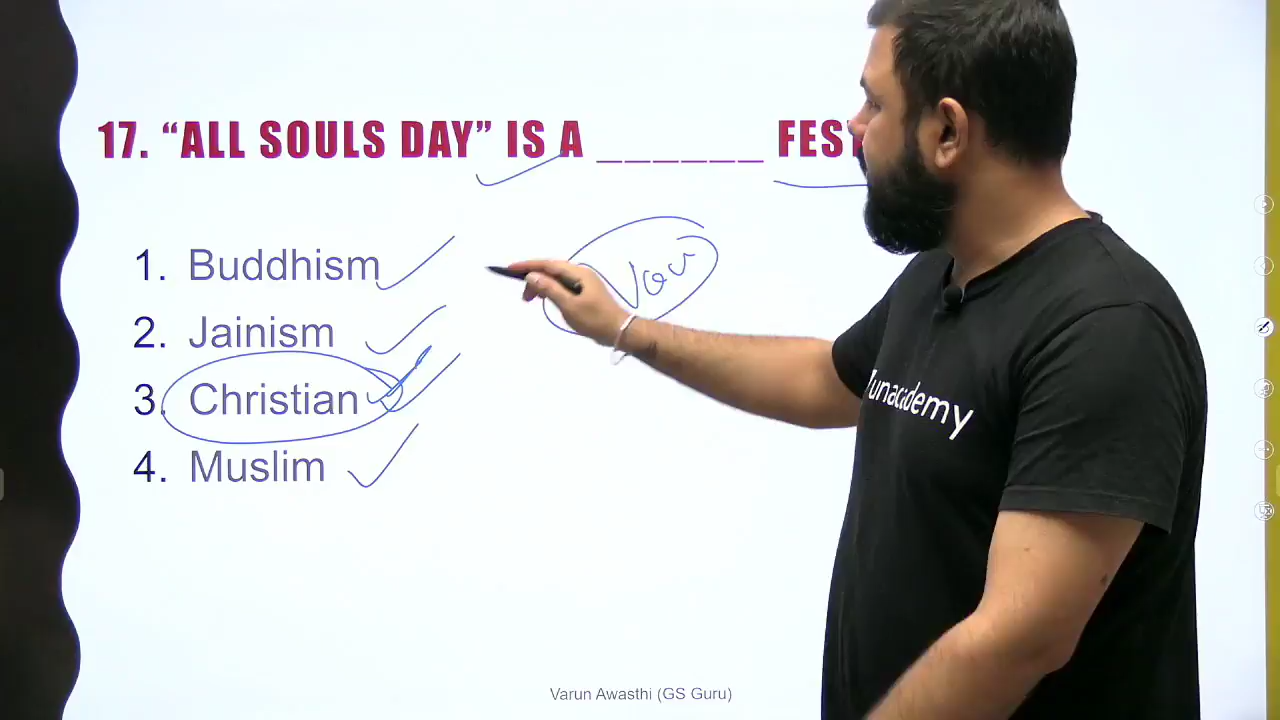 17. “ALL SOULS DAY” IS A ______ FES
1. Buddhism
2. Jainism
3. Christian
4. Muslim
unacademy
Varun Awasthi (GS Guru)